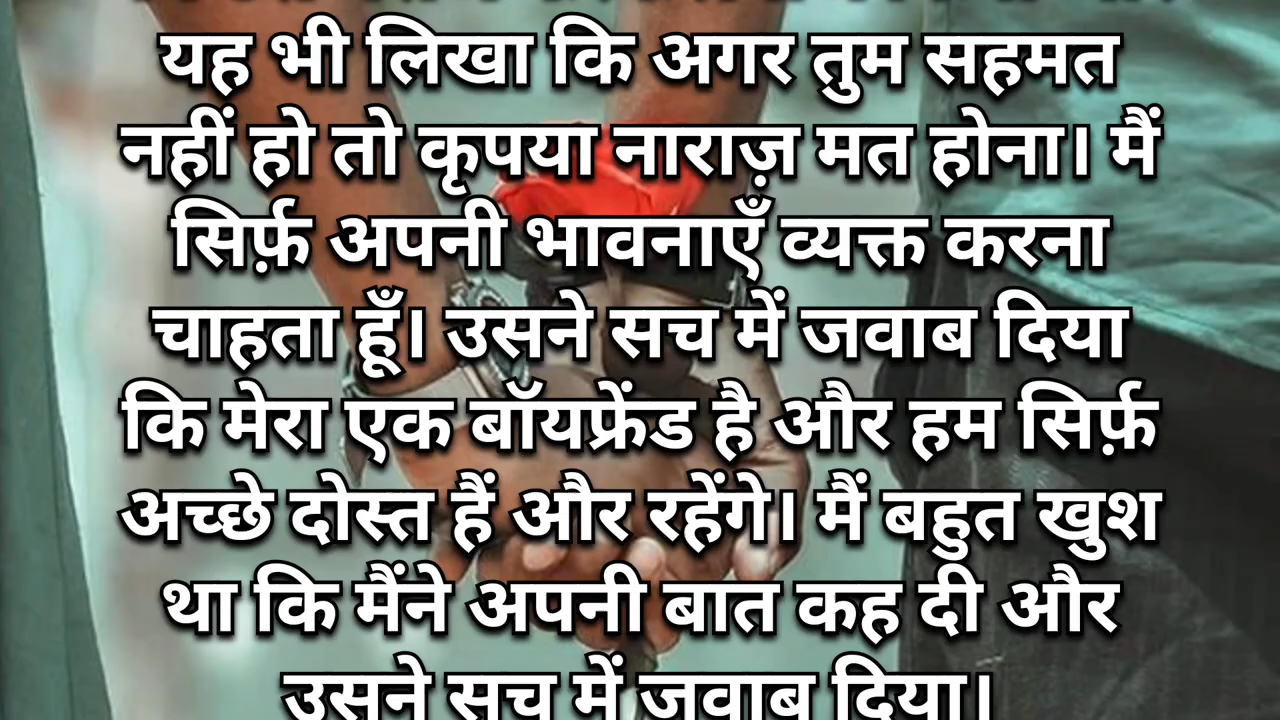 यह भी लिखा कि अगर तुम सहमत
नहीं हो तो कृपया नाराज़ मत होना। मैं
सिर्फ़ अपनी भावनाएँ व्यक्त करना
चाहता हूँ। उसने सच में जवाब दिया
कि मेरा एक बॉयफ्रेंड है और हम सिर्फ़
अच्छे दोस्त हैं और रहेंगे। मैं बहुत खुश
था कि मैंने अपनी बात कह दी और
उसने सच में जवाब दिया।